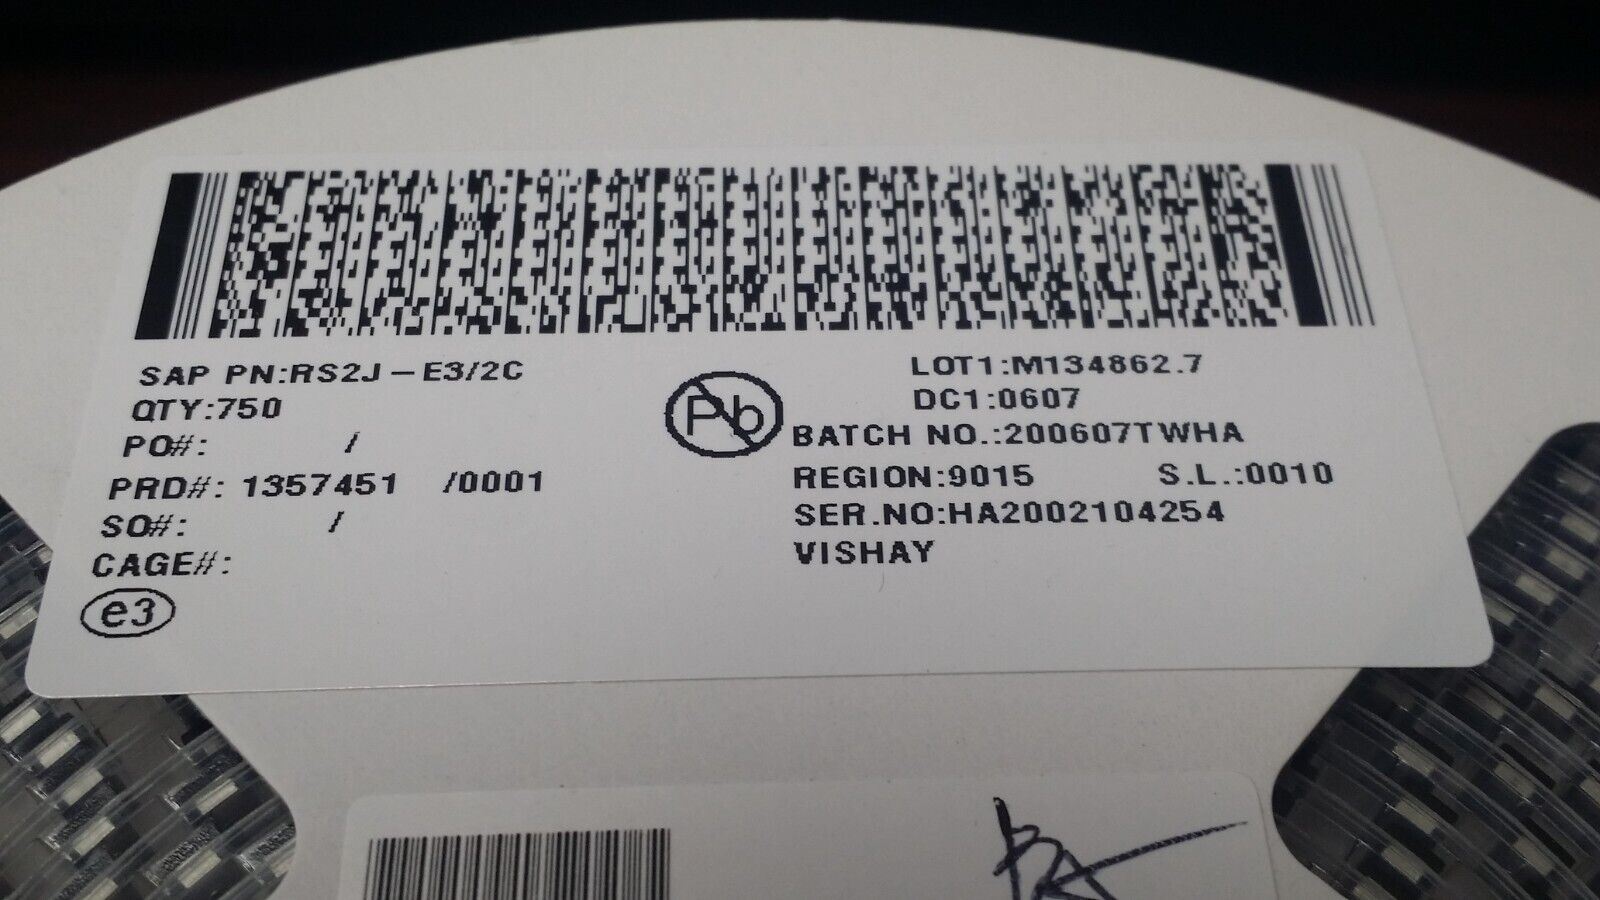 SAP PN:RS2J-E3/2C
QTY:750
PO#: /
PRD#: 1357451 /0001
SO#: /
CAGE#:
e3
Pb
LOT1:M134862.7
DC1:0607
BATCH NO.:200607TWHA
REGION:9015 S.L.:0010
SER.NO:HA2002104254
VISHAY